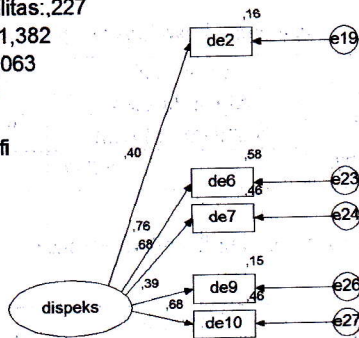 litas:,227
1,382
063
fi
,16
de2
e19
,40
,58
de6
e23
,46
de7
e24
,76
,68
,15
de9
e26
,39
,46
de10
e27
,68
dispeks